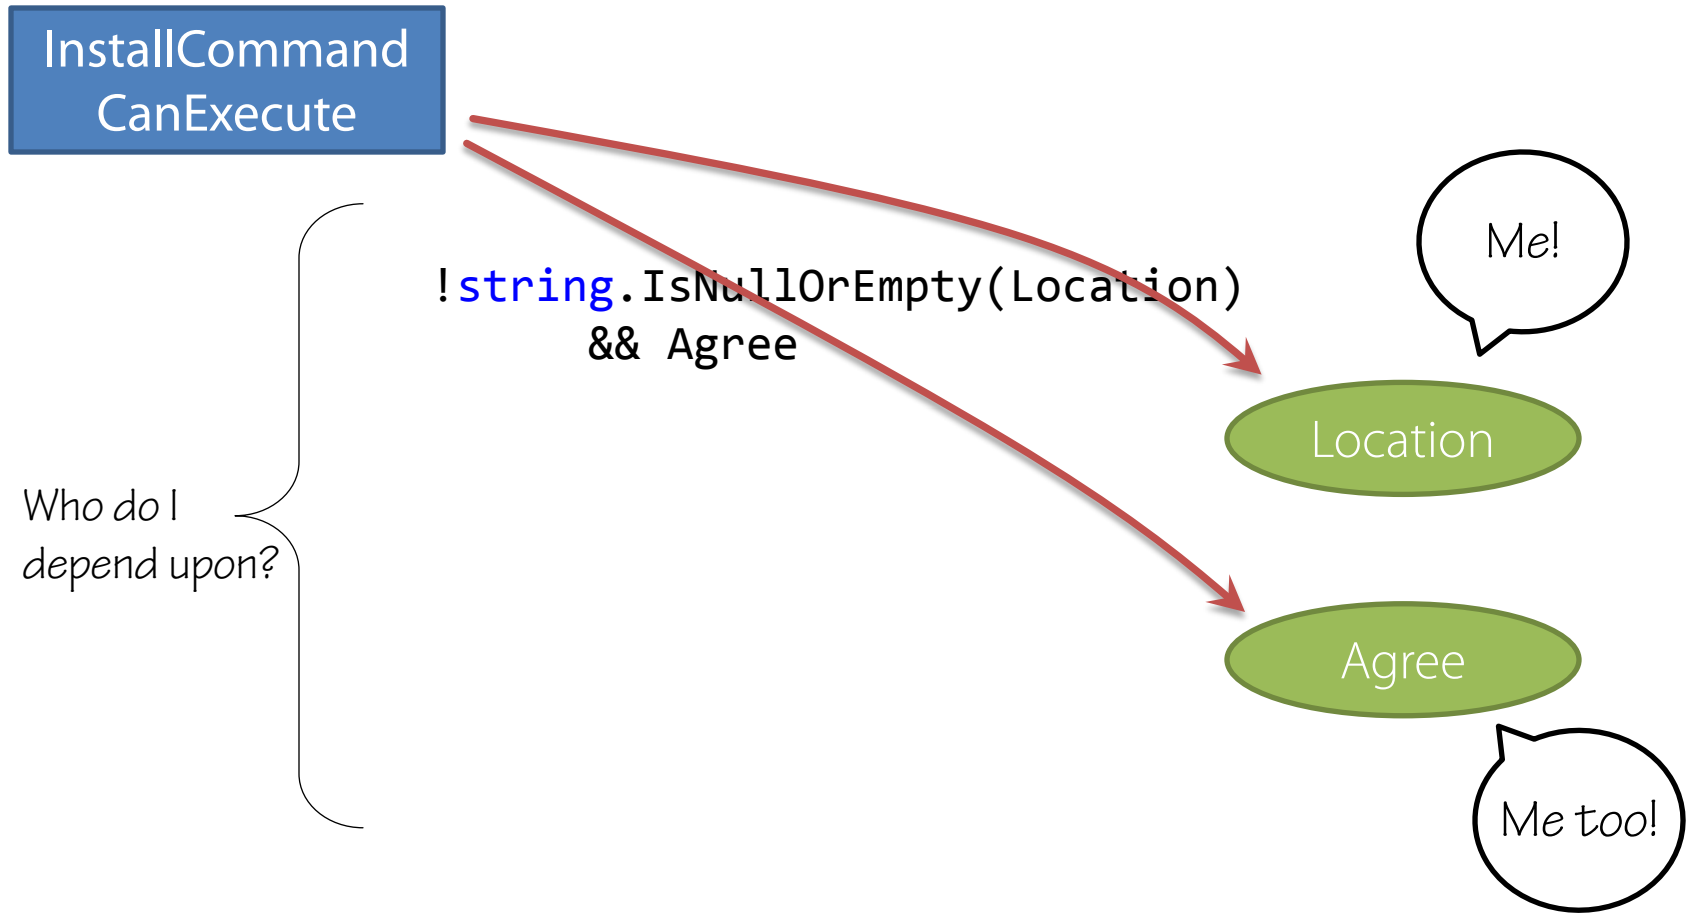 InstallCommand
CanExecute
Me!
!string.IsNullOrEmpty(Location)
&& Agree
Location
Who do I
depend upon?
Agree
Me too!